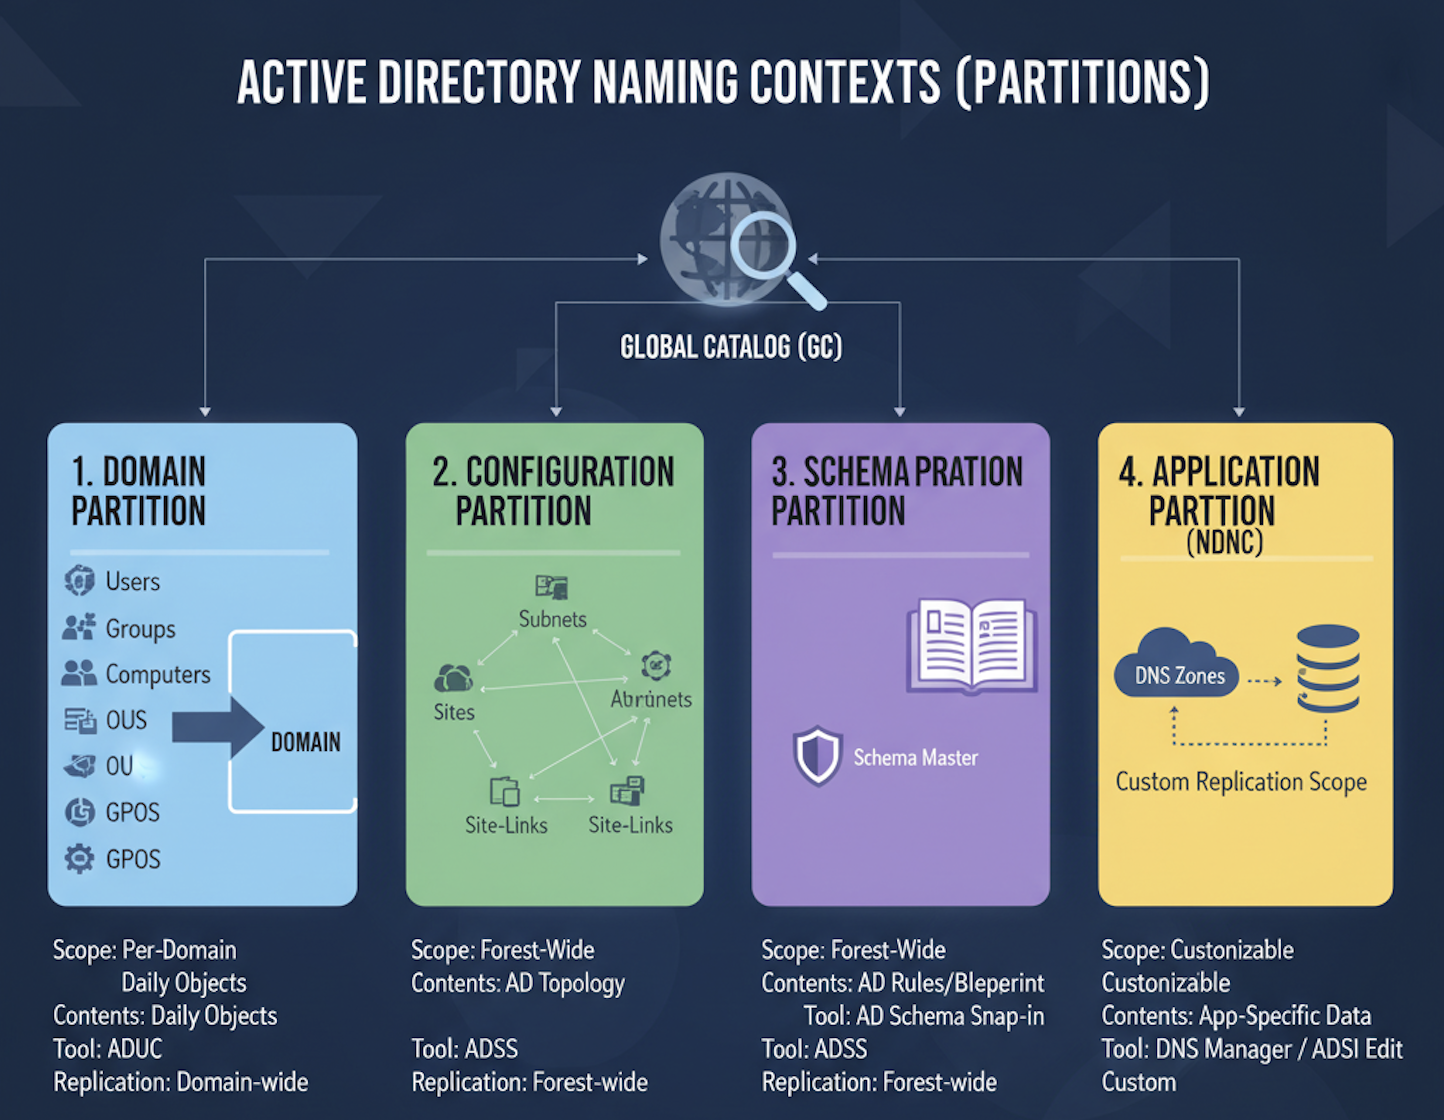 ACTIVE DIRECTORY NAMING CONTEXTS (PARTITIONS)
GLOBAL CATALOG (GC)
1. DOMAIN
PARTITION
Users
Groups
Computers
OUS
OU
GPOS
GPOS
DOMAIN
Scope: Per-Domain
Daily Objects
Contents: Daily Objects
Tool: ADUC
Replication: Domain-wide
2. CONFIGURATION
PARTITION
Subnets
Sites
Abrúnets
Site-Links
Site-Links
Scope: Forest-Wide
Contents: AD Topology
Tool: ADSS
Replication: Forest-wide
3. SCHEMA PRATION
PARTITION
Schema Master
Scope: Forest-Wide
Contents: AD Rules/Bleperint
Tool: AD Schema Snap-in
Tool: ADSS
Replication: Forest-wide
4. APPLICATION
PARTTION
(NDNC)
DNS Zones
Custom Replication Scope
Scope: Custonizable
Custonizable
Contents: App-Specific Data
Tool: DNS Manager / ADSI Edit
Custom